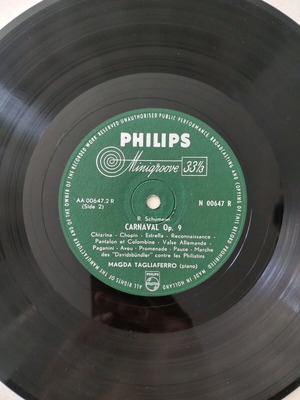 ALL RIGHTS OF THE MANUFACTURER AND OF THE OWNER OF THE RECORDED WORK RESERVED UNAUTHORISED PUBLIC PERFORMANCE BROADCASTING AND COPYING OF THIS RECORD PROHIBITED
PHILIPS
Minigroove 33⅓
AA 00647.2 R
(Side 2)
N 00647 R
R. Schumann
CARNAVAL Op. 9
Chiarina - Chopin - Estrella - Reconnaissance -
Pantalon et Colombine - Valse Allemande -
Paganini - Aveu - Promenade - Pause - Marche
des "Davidsbündler" contre les Philistins
MAGDA TAGLIAFERRO (piano)
PHILIPS
MADE IN HOLLAND